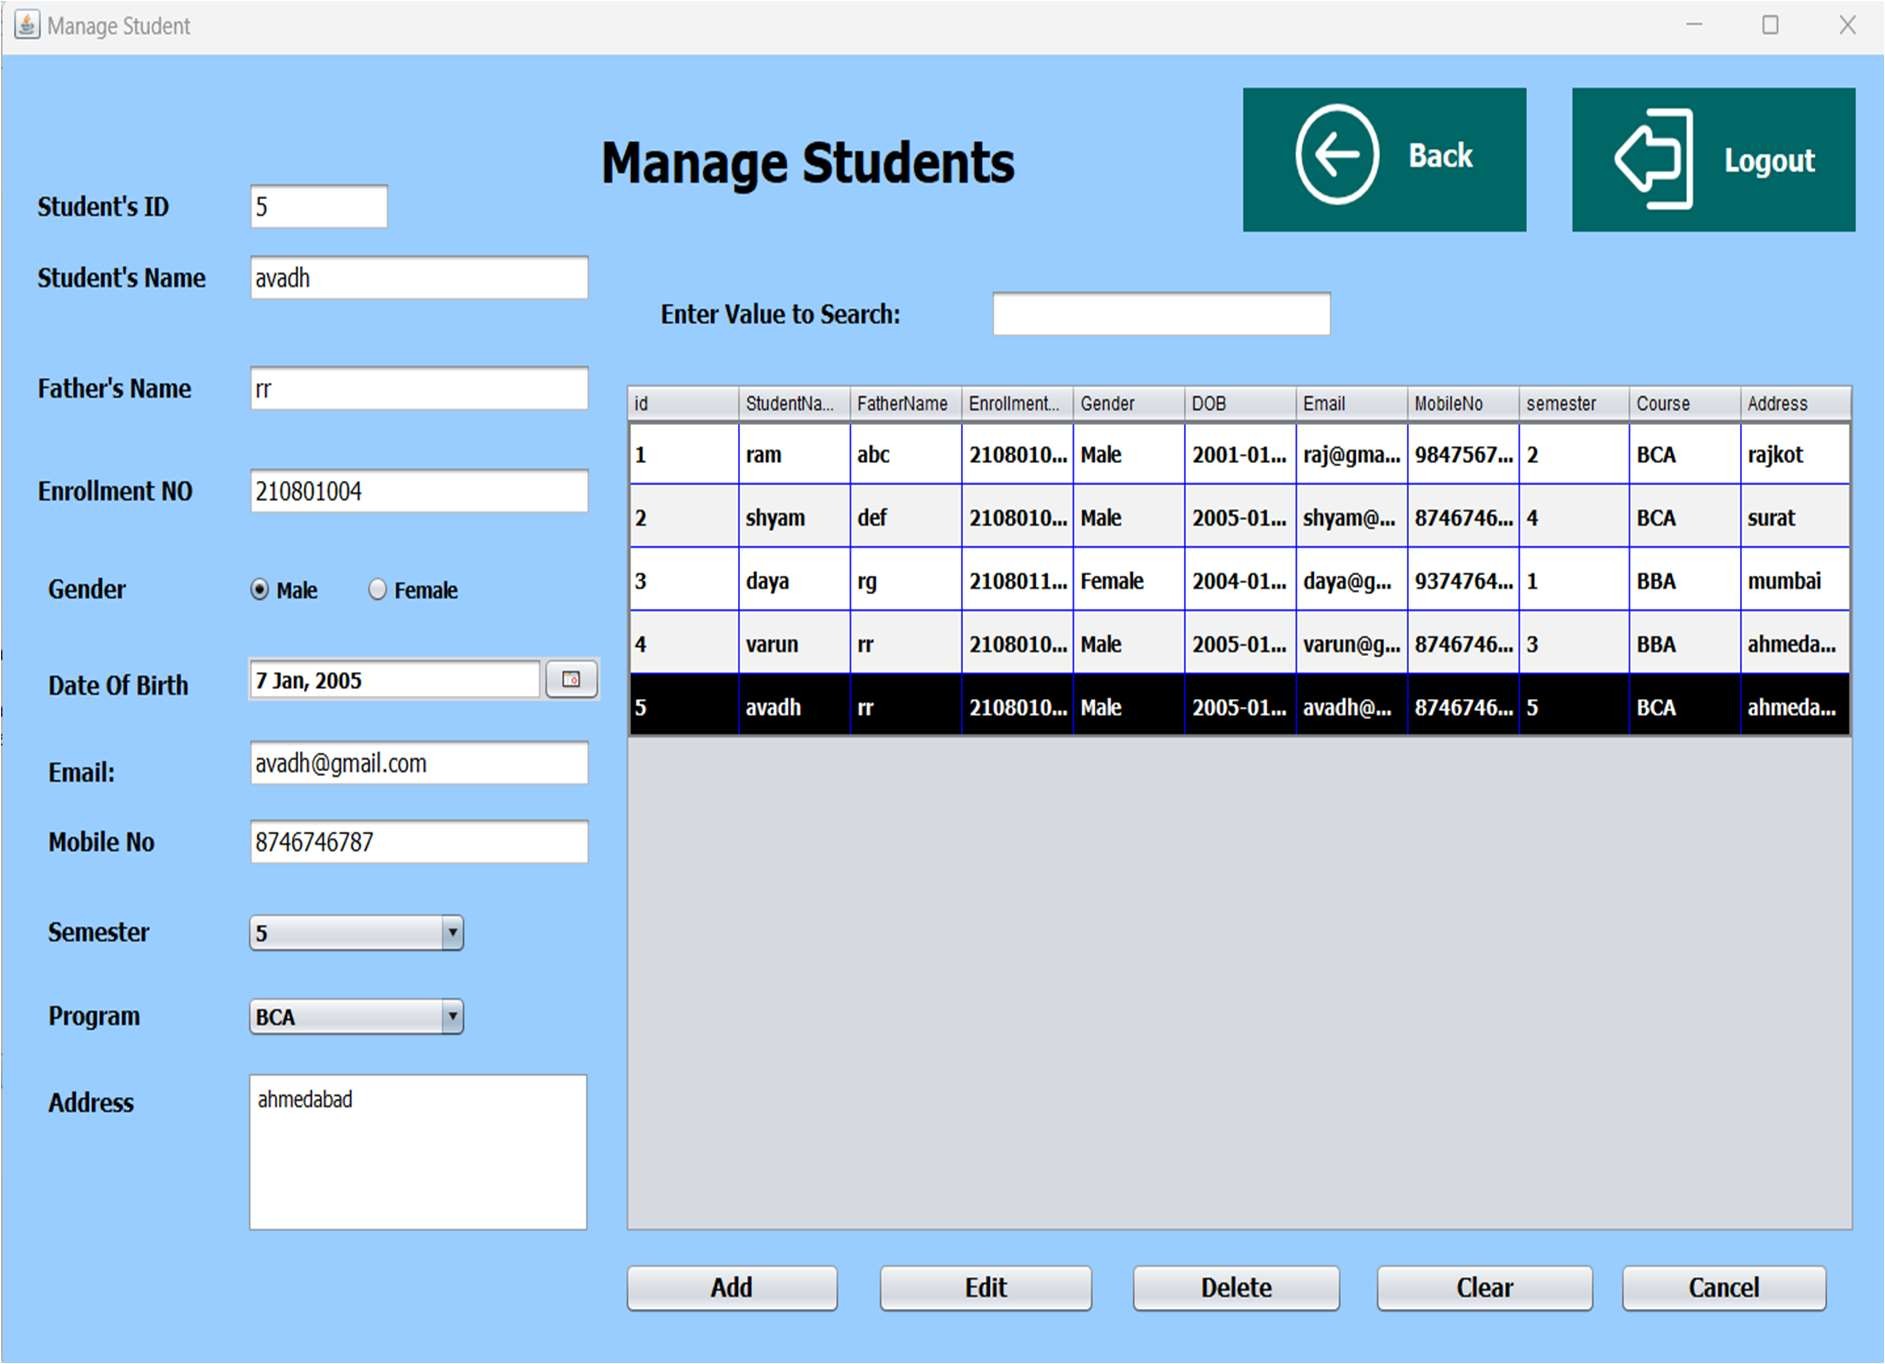 Manage Student
Manage Students
Back
Logout
Student's ID
5
Student's Name
avadh
Father's Name
rr
Enrollment NO
210801004
Gender
Male
Female
Date Of Birth
7 Jan, 2005
Email:
avadh@gmail.com
Mobile No
8746746787
Semester
5
Program
BCA
Address
ahmedabad
Enter Value to Search:
id StudentNa... FatherName Enrollment... Gender DOB Email MobileNo semester Course Address
1 ram abc 2108010... Male 2001-01... raj@gma... 9847567... 2 BCA rajkot
2 shyam def 2108010... Male 2005-01... shyam@... 8746746... 4 BCA surat
3 daya rg 2108011... Female 2004-01... daya@g... 9374764... 1 BBA mumbai
4 varun rr 2108010... Male 2005-01... varun@g... 8746746... 3 BBA ahmeda...
5 avadh rr 2108010... Male 2005-01... avadh@... 8746746... 5 BCA ahmeda...
Add Edit Delete Clear Cancel